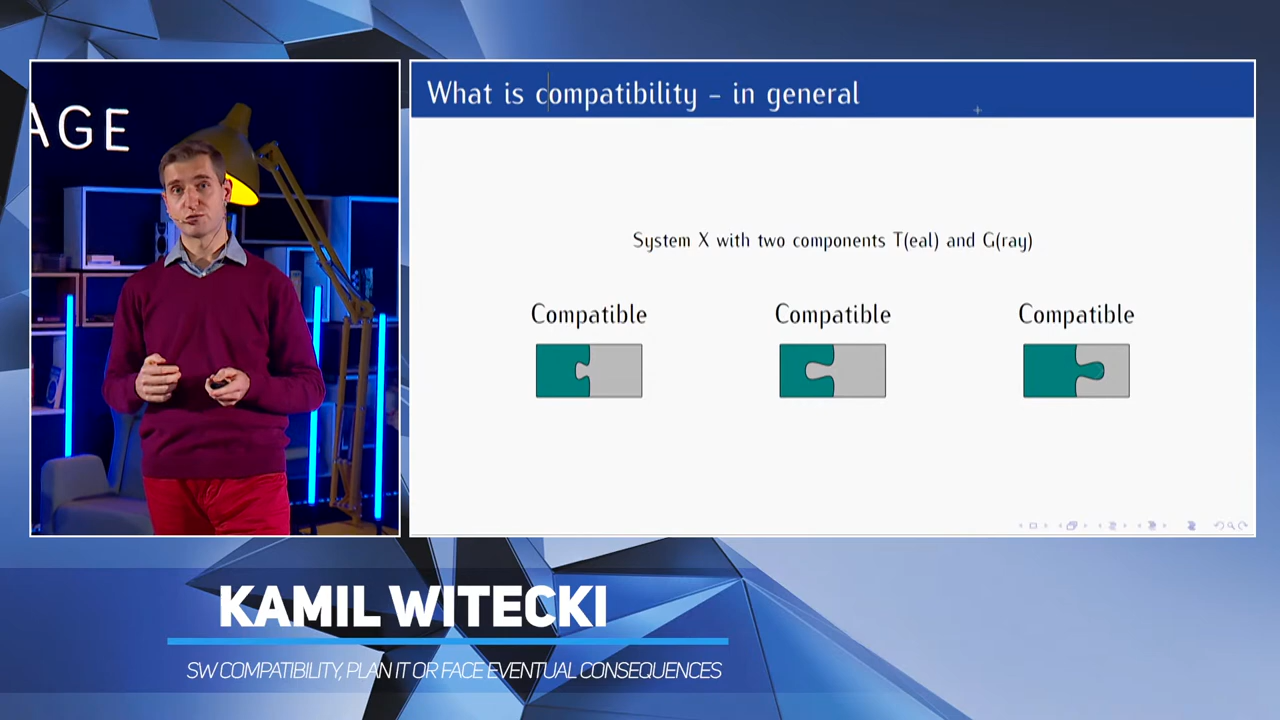 AGE
What is compatibility – in general
System X with two components T(eal) and G(ray)
Compatible Compatible Compatible
KAMIL WITECKI
SW COMPATIBILITY, PLAN IT OR FACE EVENTUAL CONSEQUENCES